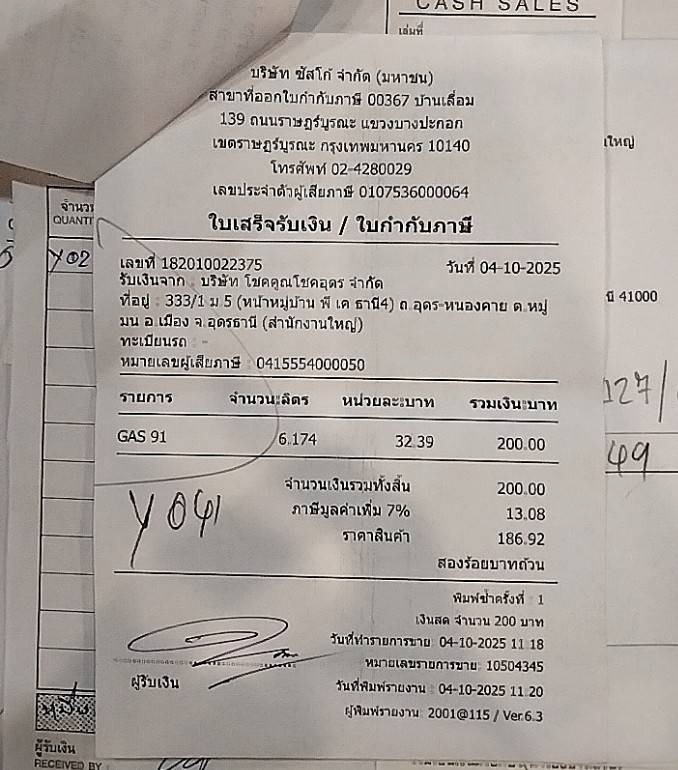 CASH SALES
เล่มที่
บริษัท ซัสโก้ จำกัด (มหาชน)
สาขาที่ออกใบกำกับภาษี 00367 บ้านเลื่อม
139 ถนนราษฎร์บูรณะ แขวงบางปะกอก
เขตราษฎร์บูรณะ กรุงเทพมหานคร 10140
โทรศัพท์ 02-4280029
เลขประจำตัวผู้เสียภาษี 0107536000064
ใบเสร็จรับเงิน / ใบกำกับภาษี
เลขที่ 182010022375 วันที่ 04-10-2025
รับเงินจาก : บริษัท โชคคูณโชคอุดร จำกัด
ที่อยู่ : 333/1 ม 5 (หน้าหมู่บ้าน พี เค ธานี4) ถ.อุดร-หนองคาย ต.หมู
มน อ.เมือง จ.อุดรธานี (สำนักงานใหญ่)
ทะเบียนรถ : -
หมายเลขผู้เสียภาษี : 0415554000050
รายการ จำนวน:ลิตร หน่วยละ:บาท รวมเงิน:บาท
GAS 91 6.174 32.39 200.00
จำนวนเงินรวมทั้งสิ้น 200.00
ภาษีมูลค่าเพิ่ม 7% 13.08
ราคาสินค้า 186.92
สองร้อยบาทถ้วน
พิมพ์ซ้ำครั้งที่ : 1
เงินสด จำนวน 200 บาท
วันที่ทำรายการขาย 04-10-2025 11:18
หมายเลขรายการขาย: 10504345
วันที่พิมพ์รายงาน : 04-10-2025 11:20
ผู้พิมพ์รายงาน: 2001@115 / Ver.6.3
ผู้รับเงิน
QUANTI
ใหญ่
นี 41000
127/
49
ผู้รับเงิน
RECEIVED BY